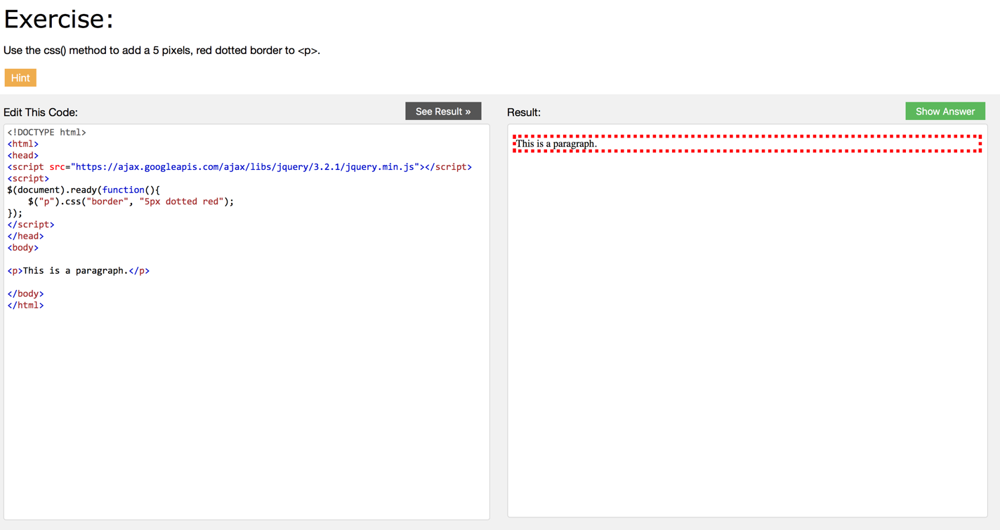 Exercise:
Use the css() method to add a 5 pixels, red dotted border to <p>.
Hint
Edit This Code:
See Result »
<!DOCTYPE html>
<html>
<head>
<script src="https://ajax.googleapis.com/ajax/libs/jquery/3.2.1/jquery.min.js"></script>
<script>
$(document).ready(function(){
    $("p").css("border", "5px dotted red");
});
</script>
</head>
<body>
<p>This is a paragraph.</p>
</body>
</html>
Result:
Show Answer
This is a paragraph.